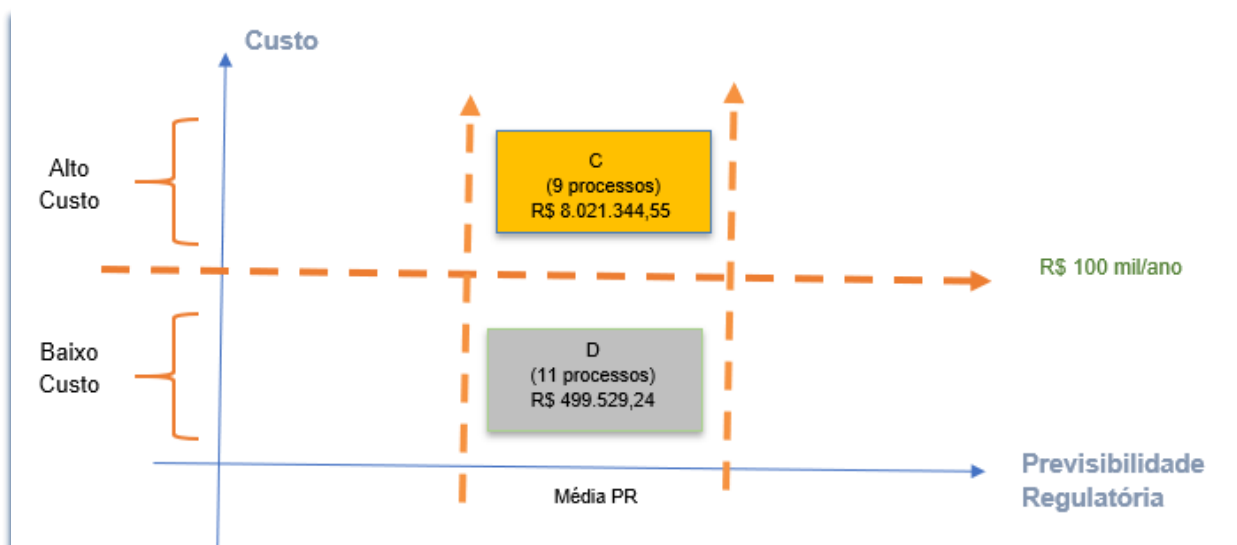 Custo
Alto
Custo
C
(9 processos)
R$ 8.021.344,55
R$ 100 mil/ano
Baixo
Custo
D
(11 processos)
R$ 499.529,24
Média PR
Previsibilidade
Regulatória